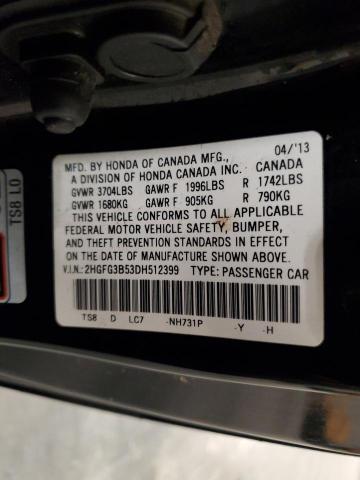 04/'13
MFD. BY HONDA OF CANADA MFG.,
A DIVISION OF HONDA CANADA INC. CANADA
GVWR 3704LBS GAWR F 1996LBS R 1742LBS
GVWR 1680KG GAWR F 905KG R 790KG
THIS VEHICLE CONFORMS TO ALL APPLICABLE
FEDERAL MOTOR VEHICLE SAFETY, BUMPER,
AND THEFT PREVENTION STANDARDS IN EFFECT
ON THE DATE OF MANUFACTURE SHOWN ABOVE.
V.I.N.: 2HGFG3B53DH512399 TYPE: PASSENGER CAR
TS8 D LC7 -NH731P -Y -H
TS8 L0